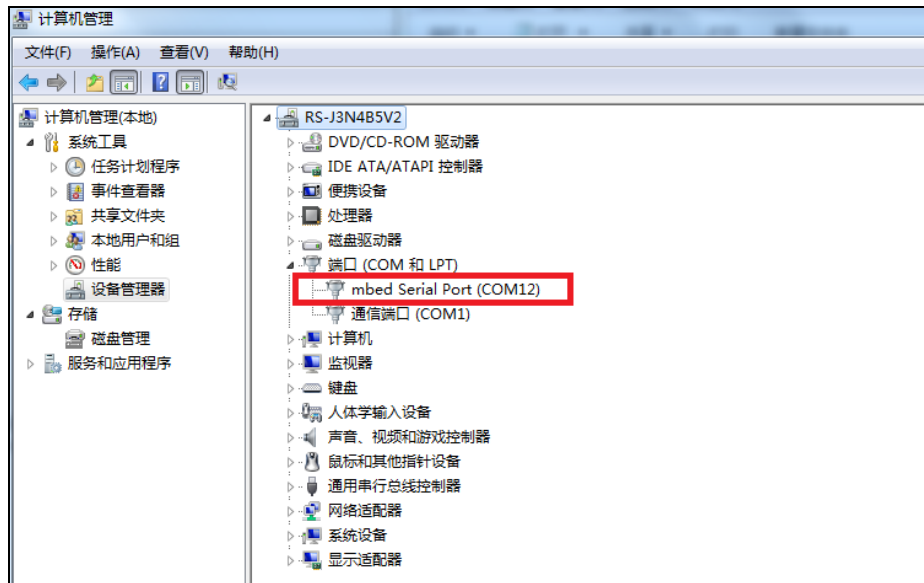 计算机管理
文件(F) 操作(A) 查看(V) 帮助(H)
计算机管理(本地)
系统工具
任务计划程序
事件查看器
共享文件夹
本地用户和组
性能
设备管理器
存储
磁盘管理
服务和应用程序
RS-J3N4B5V2
DVD/CD-ROM 驱动器
IDE ATA/ATAPI 控制器
便携设备
处理器
磁盘驱动器
端口 (COM 和 LPT)
mbed Serial Port (COM12)
通信端口 (COM1)
计算机
监视器
键盘
人体学输入设备
声音、视频和游戏控制器
鼠标和其他指针设备
通用串行总线控制器
网络适配器
系统设备
显示适配器